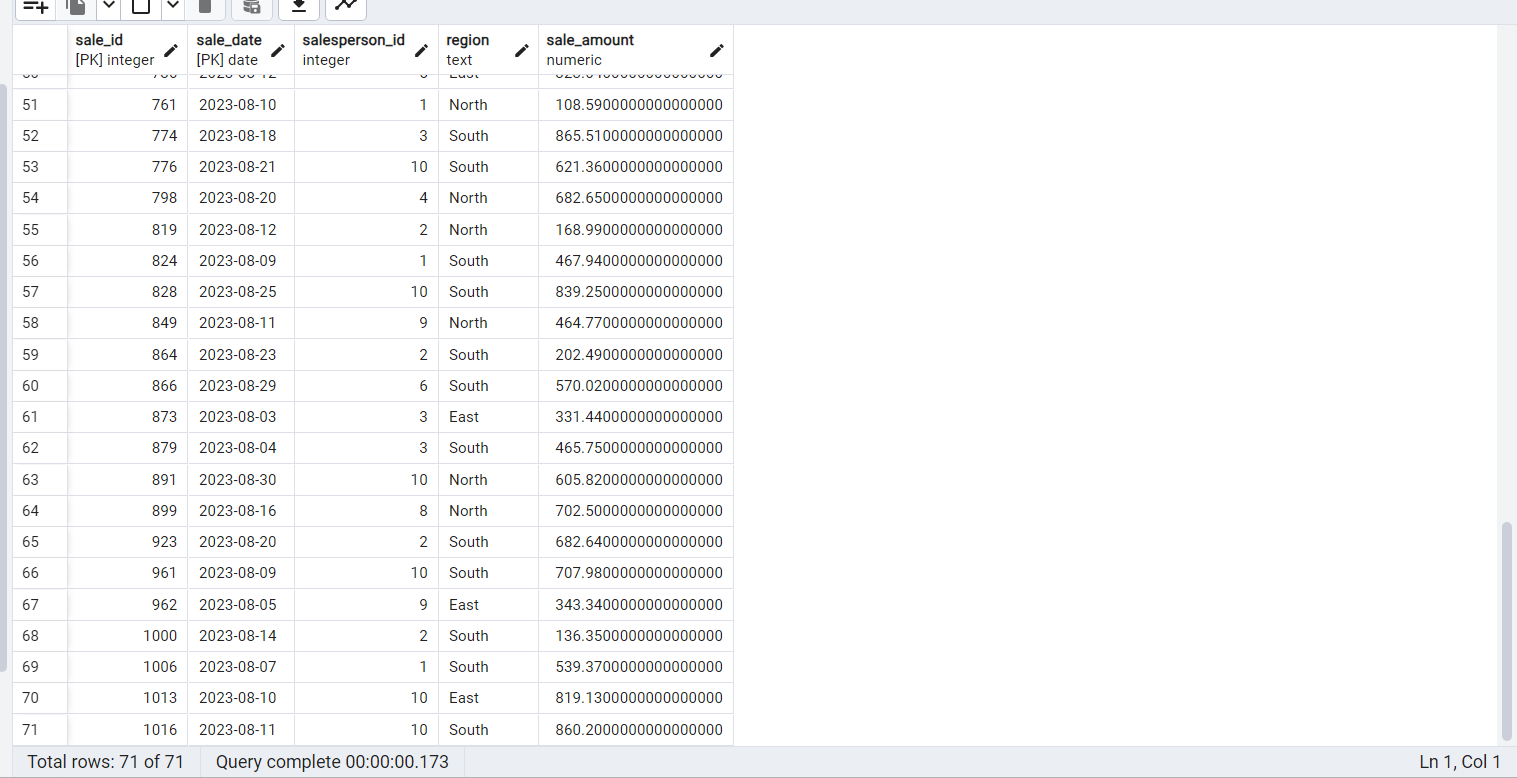 sale_id sale_date salesperson_id region sale_amount
[PK] integer [PK] date integer text numeric
51 761 2023-08-10 1 North 108.5900000000000000
52 774 2023-08-18 3 South 865.5100000000000000
53 776 2023-08-21 10 South 621.3600000000000000
54 798 2023-08-20 4 North 682.6500000000000000
55 819 2023-08-12 2 North 168.9900000000000000
56 824 2023-08-09 1 South 467.9400000000000000
57 828 2023-08-25 10 South 839.2500000000000000
58 849 2023-08-11 9 North 464.7700000000000000
59 864 2023-08-23 2 South 202.4900000000000000
60 866 2023-08-29 6 South 570.0200000000000000
61 873 2023-08-03 3 East 331.4400000000000000
62 879 2023-08-04 3 South 465.7500000000000000
63 891 2023-08-30 10 North 605.8200000000000000
64 899 2023-08-16 8 North 702.5000000000000000
65 923 2023-08-20 2 South 682.6400000000000000
66 961 2023-08-09 10 South 707.9800000000000000
67 962 2023-08-05 9 East 343.3400000000000000
68 1000 2023-08-14 2 South 136.3500000000000000
69 1006 2023-08-07 1 South 539.3700000000000000
70 1013 2023-08-10 10 East 819.1300000000000000
71 1016 2023-08-11 10 South 860.2000000000000000
Total rows: 71 of 71 Query complete 00:00:00.173 Ln 1, Col 1